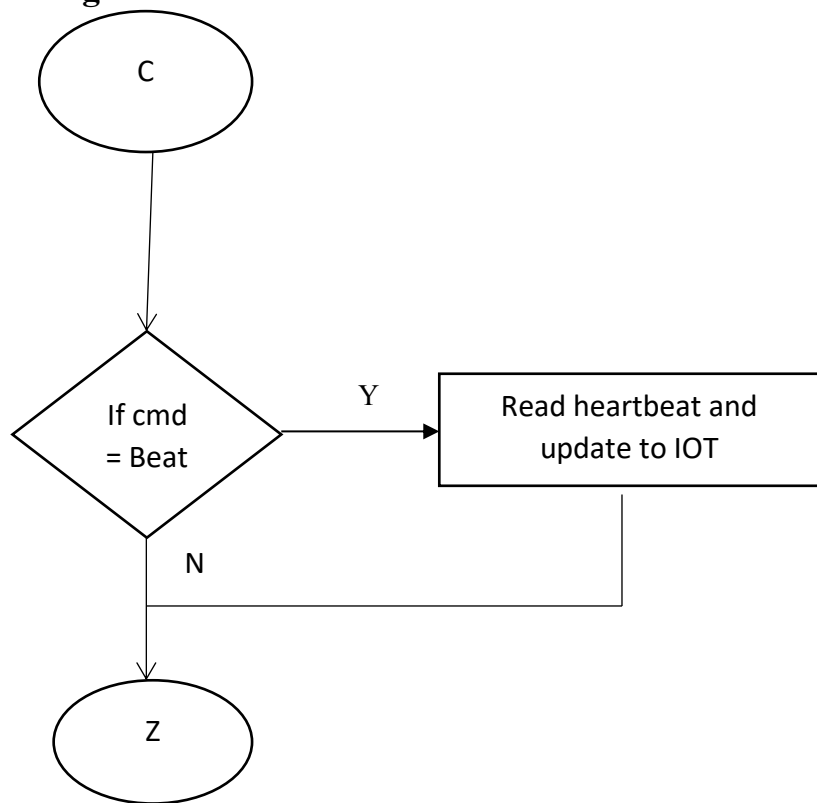 C
If cmd
= Beat
Y
Read heartbeat and
update to IOT
N
Z